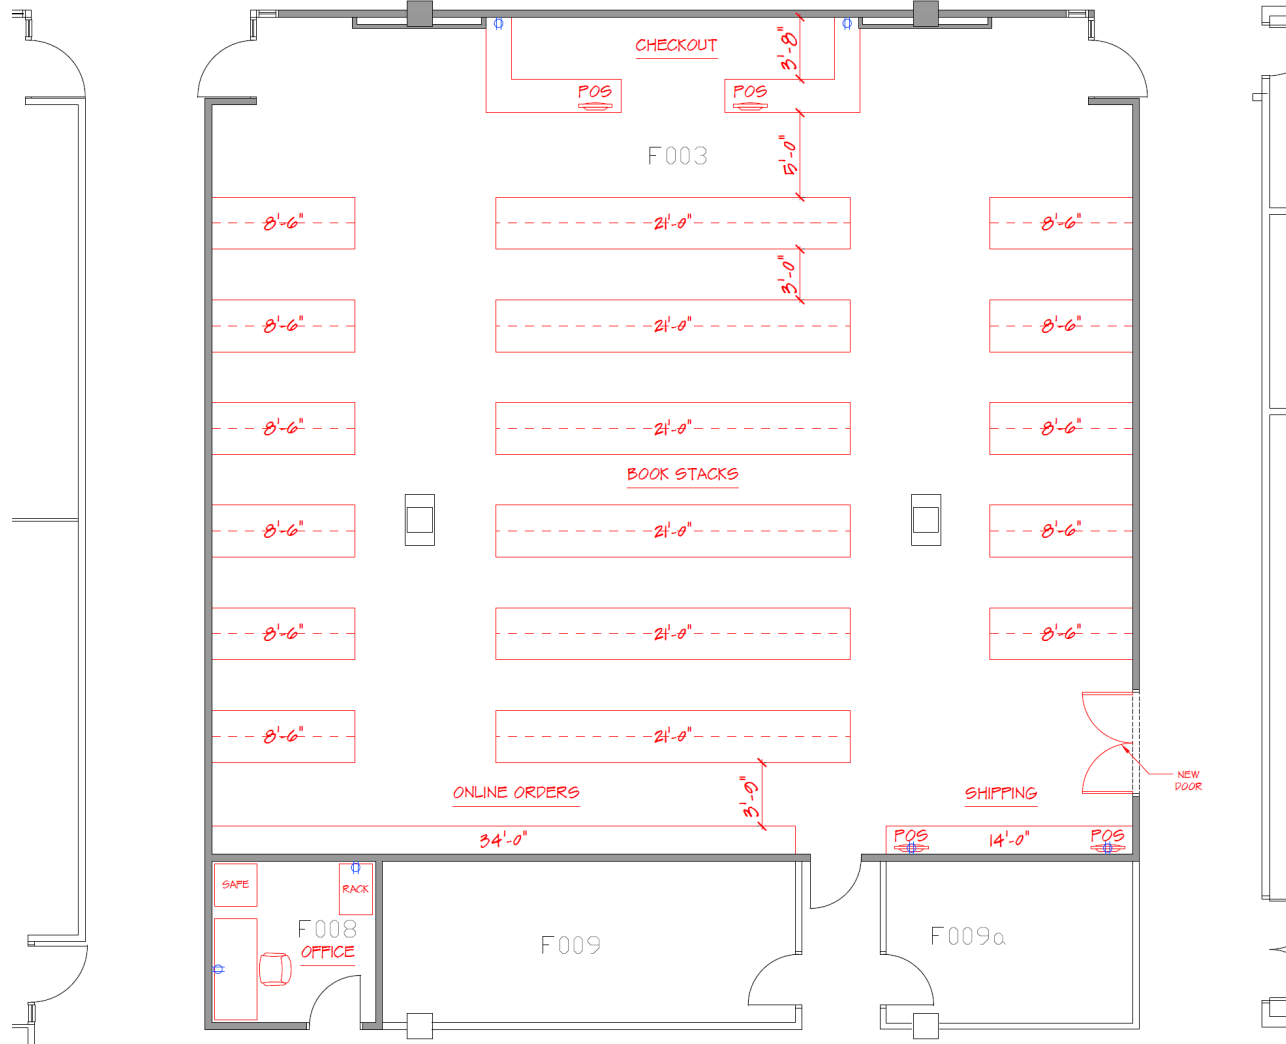 CHECKOUT
3'-8"
POS
POS
5'-0"
F003
8'-6"
21'-0"
8'-6"
3'-0"
8'-6"
21'-0"
8'-6"
8'-6"
21'-0"
8'-6"
BOOK STACKS
8'-6"
21'-0"
8'-6"
8'-6"
21'-0"
8'-6"
8'-6"
21'-0"
NEW
DOOR
ONLINE ORDERS
3'-9"
SHIPPING
34'-0"
POS
14'-0"
POS
SAFE
RACK
F008
OFFICE
F009
F009a